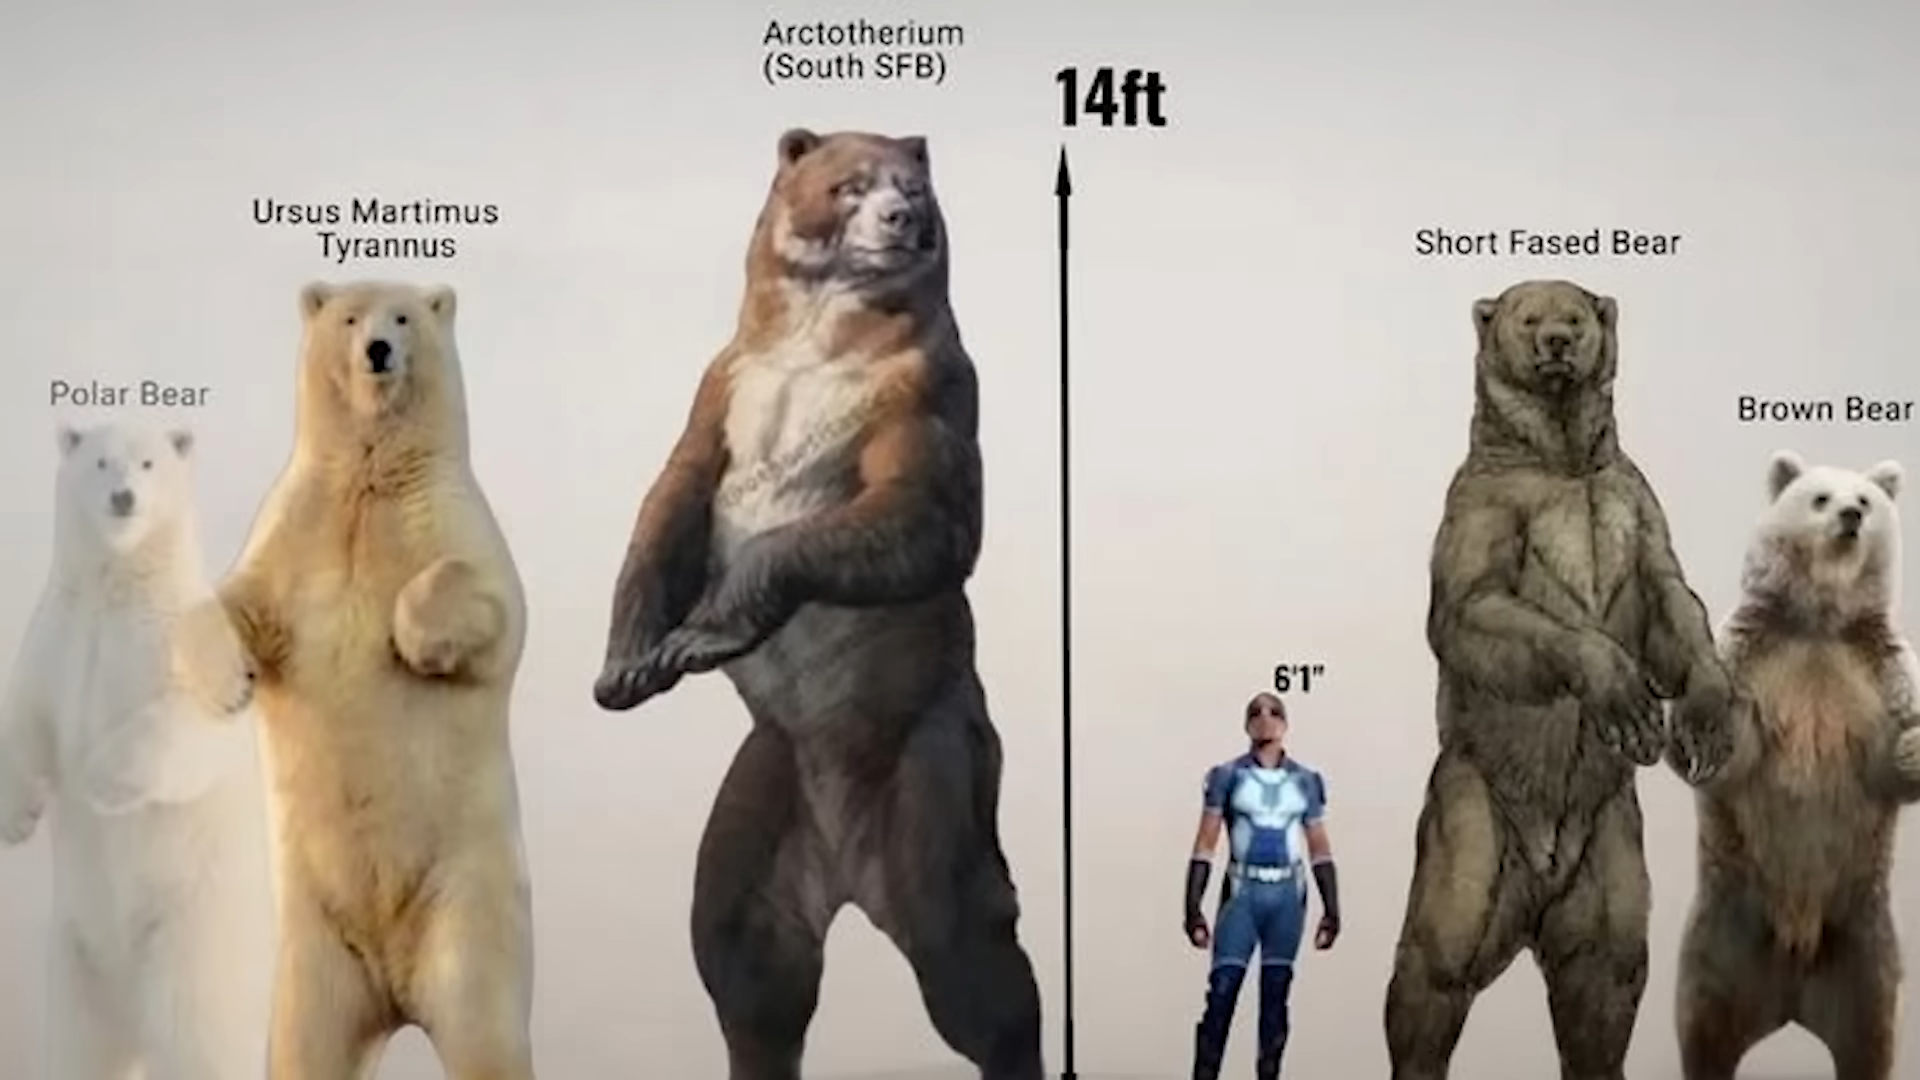 Arctotherium
(South SFB)
14ft
Ursus Martimus
Tyrannus
Short Fased Bear
Polar Bear
Brown Bear
6'1"